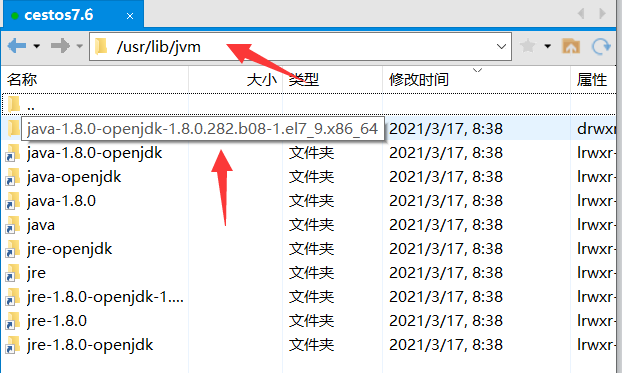 cestos7.6 ×
/usr/lib/jvm
名称 大小 类型 修改时间 属性
..
java-1.8.0-openjdk-1.8.0.282.b08-1.el7_9.x86_64 2021/3/17, 8:38 drwxr
java-1.8.0-openjdk 文件夹 2021/3/17, 8:38 lrwxr-
java-openjdk 文件夹 2021/3/17, 8:38 lrwxr-
java-1.8.0 文件夹 2021/3/17, 8:38 lrwxr-
java 文件夹 2021/3/17, 8:38 lrwxr-
jre-openjdk 文件夹 2021/3/17, 8:38 lrwxr-
jre 文件夹 2021/3/17, 8:38 lrwxr-
jre-1.8.0-openjdk-1.... 文件夹 2021/3/17, 8:38 lrwxr-
jre-1.8.0 文件夹 2021/3/17, 8:38 lrwxr-
jre-1.8.0-openjdk 文件夹 2021/3/17, 8:38 lrwxr-